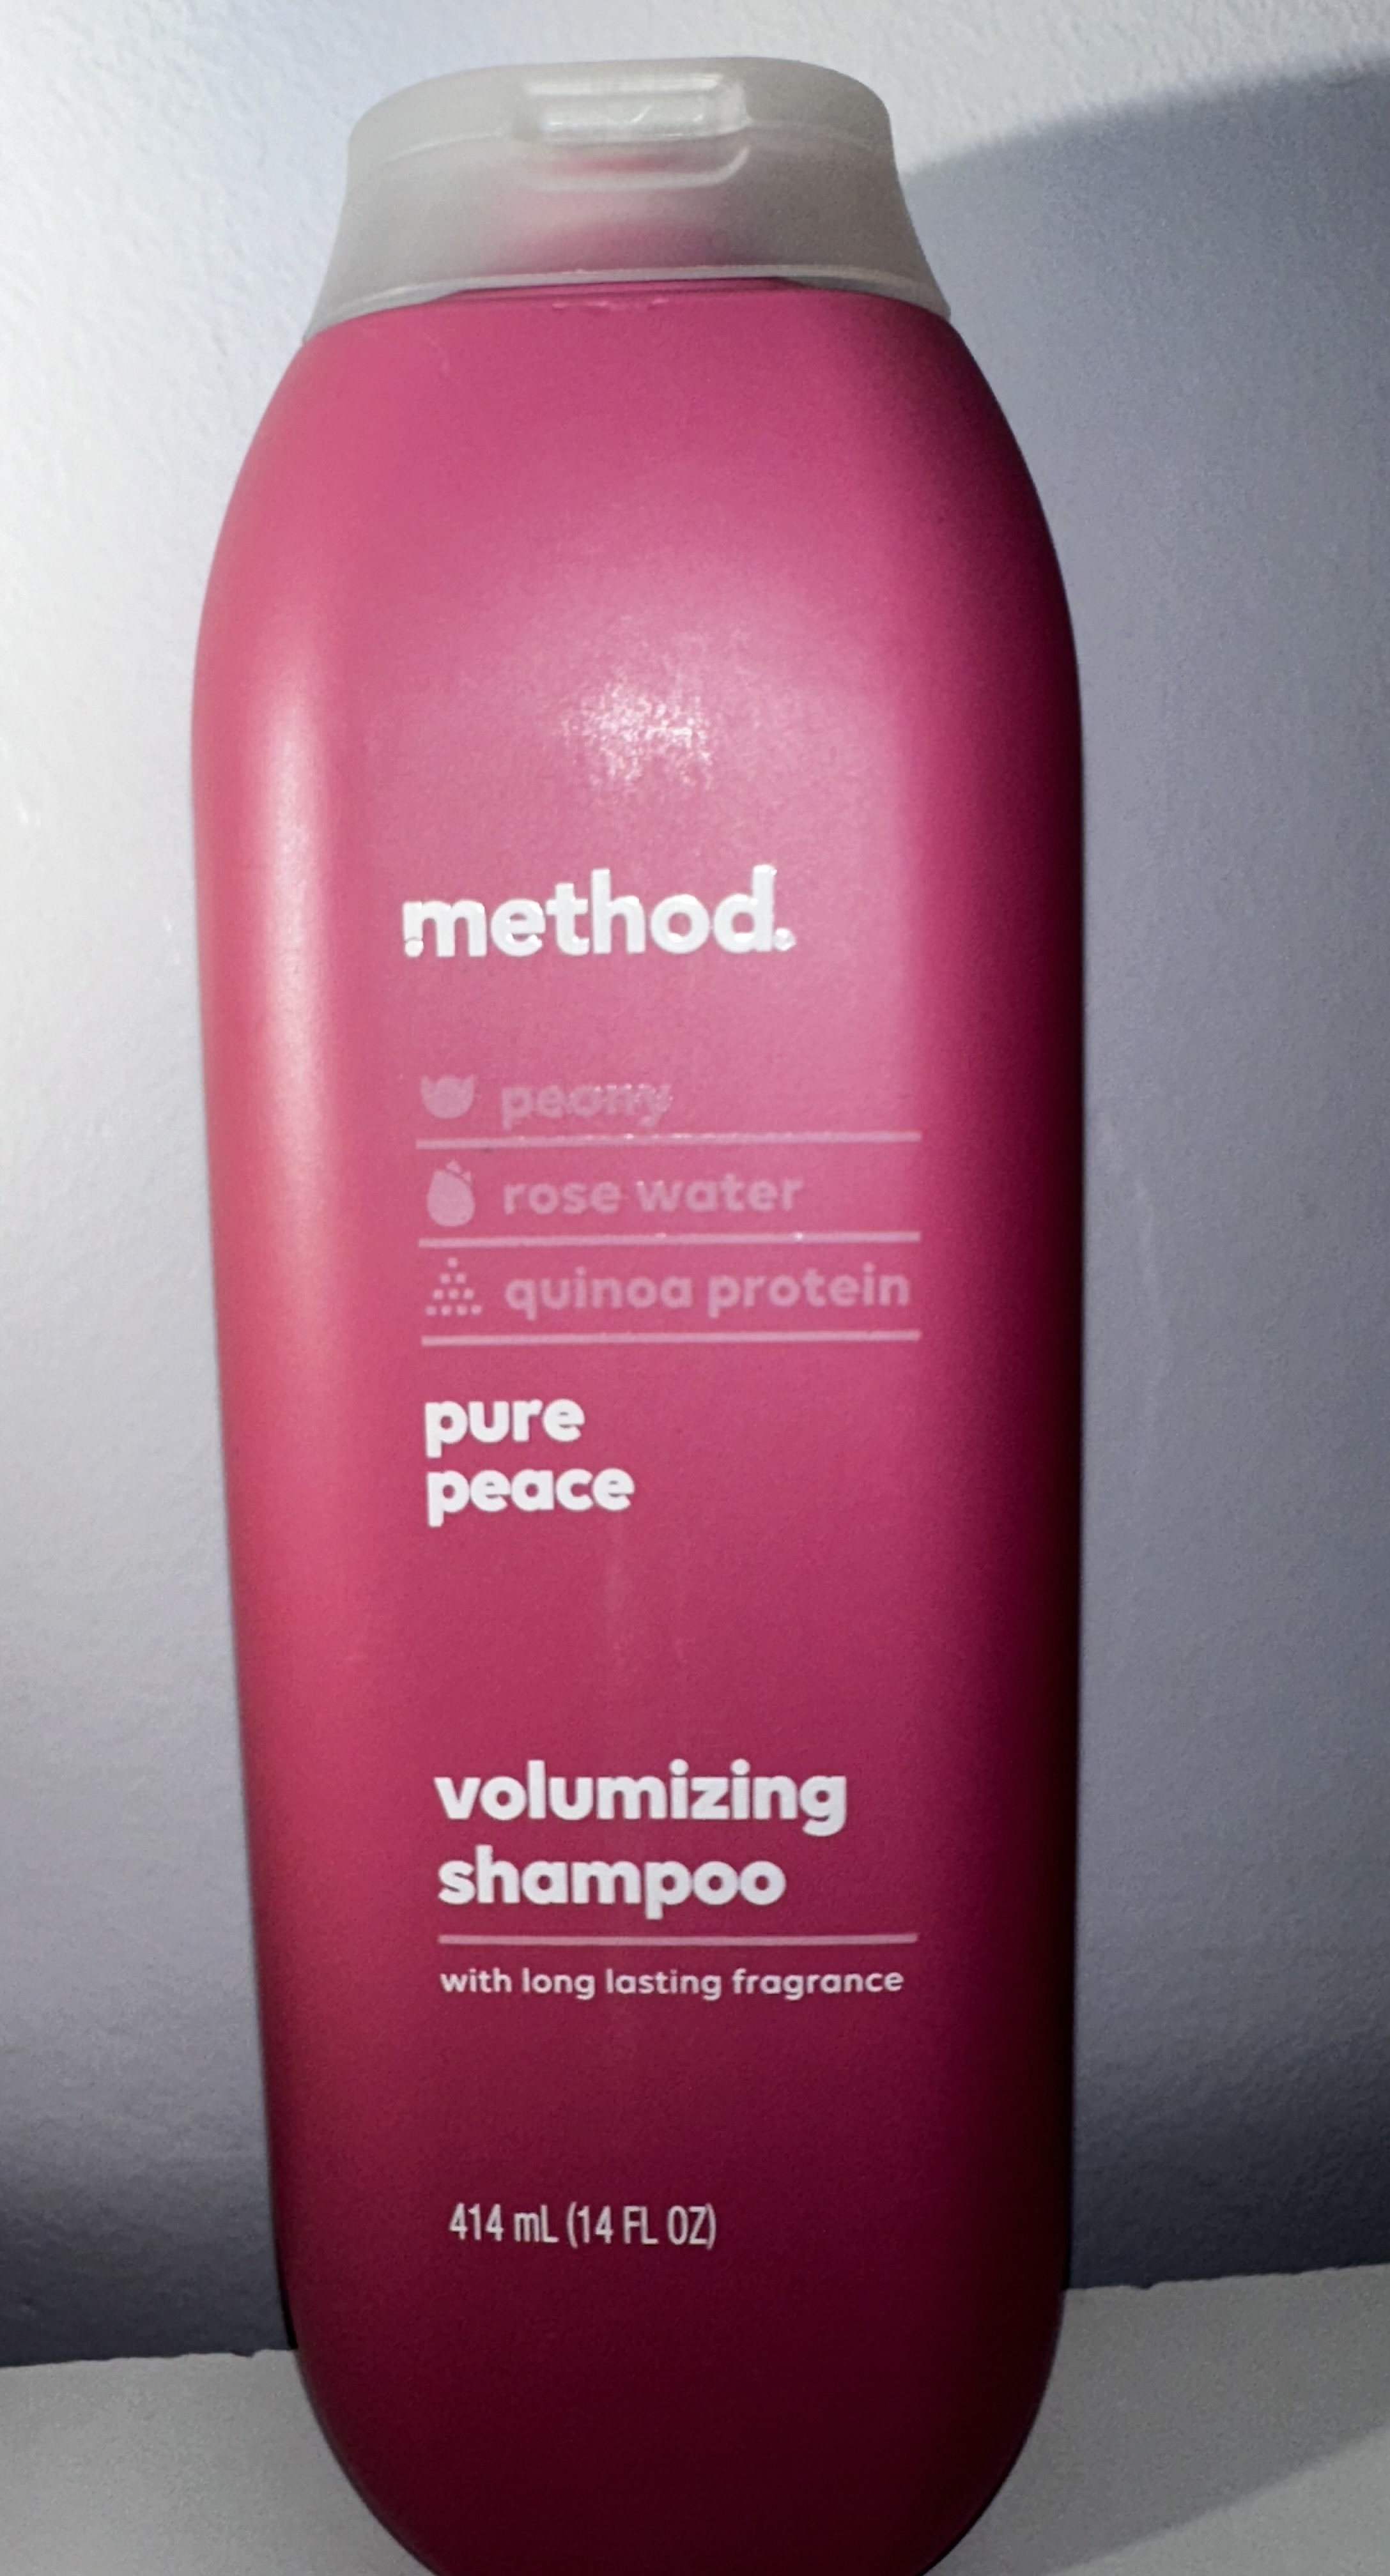 method.
peony
rose water
quinoa protein
pure
peace
volumizing
shampoo
with long lasting fragrance
414 mL (14 FL OZ)